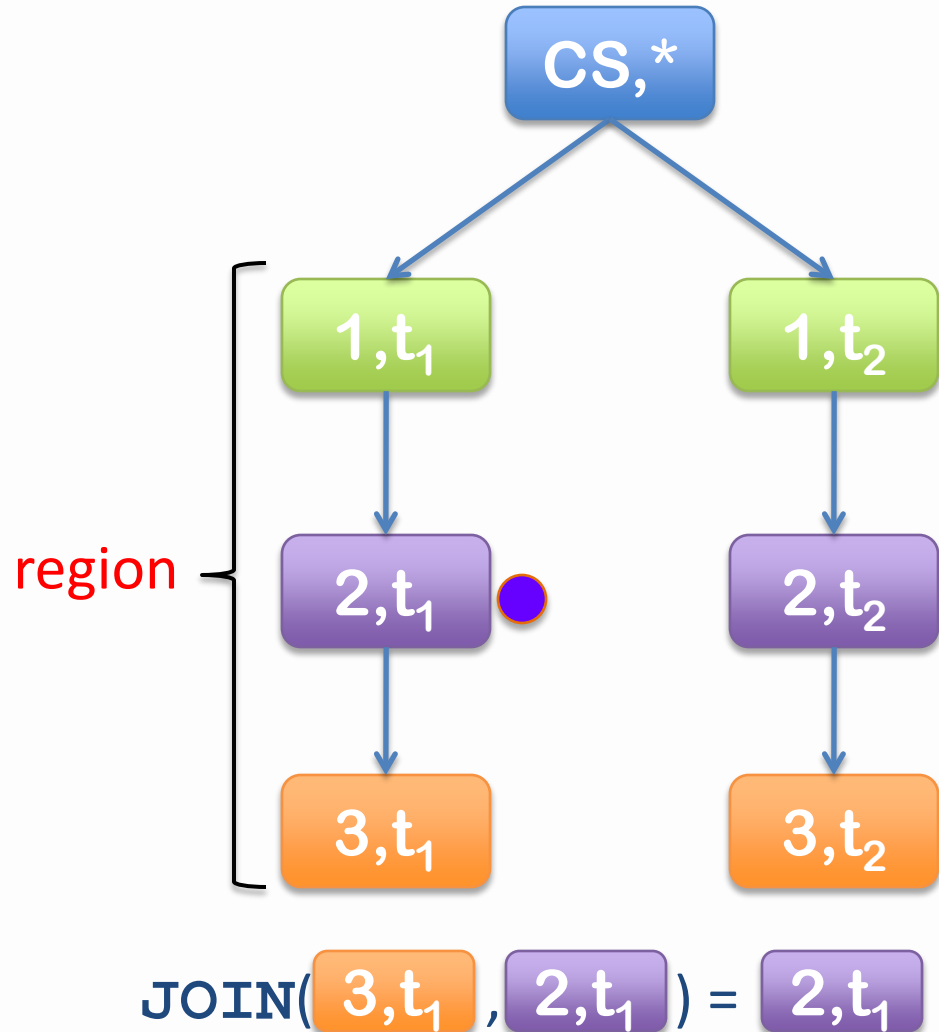 CS,*
1,t₁ 1,t₂
region 2,t₁ 2,t₂
3,t₁ 3,t₂
JOIN(3,t₁,2,t₁) = 2,t₁